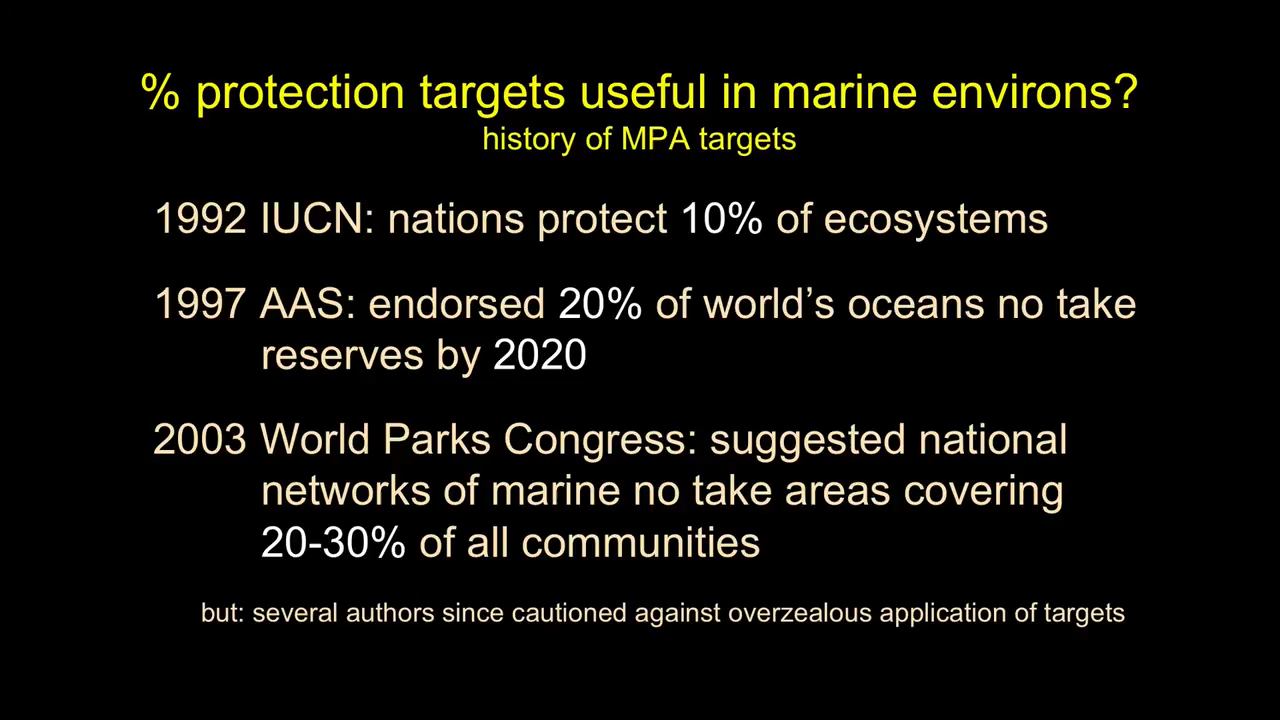 % protection targets useful in marine environs?
history of MPA targets
1992 IUCN: nations protect 10% of ecosystems
1997 AAS: endorsed 20% of world’s oceans no take
reserves by 2020
2003 World Parks Congress: suggested national
networks of marine no take areas covering
20-30% of all communities
but: several authors since cautioned against overzealous application of targets